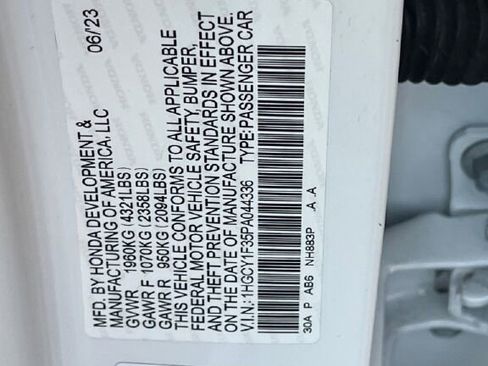 MFD. BY HONDA DEVELOPMENT & 06/23
MANUFACTURING OF AMERICA, LLC
GVWR 1960KG (4321LBS)
GAWR F 1070KG (2358LBS)
GAWR R 950KG (2094LBS)
THIS VEHICLE CONFORMS TO ALL APPLICABLE
FEDERAL MOTOR VEHICLE SAFETY, BUMPER,
AND THEFT PREVENTION STANDARDS IN EFFECT
ON THE DATE OF MANUFACTURE SHOWN ABOVE.
V.I.N.: 1HGCY1F35PA044336 TYPE: PASSENGER CAR
30A P AB6 NH883P .A .A